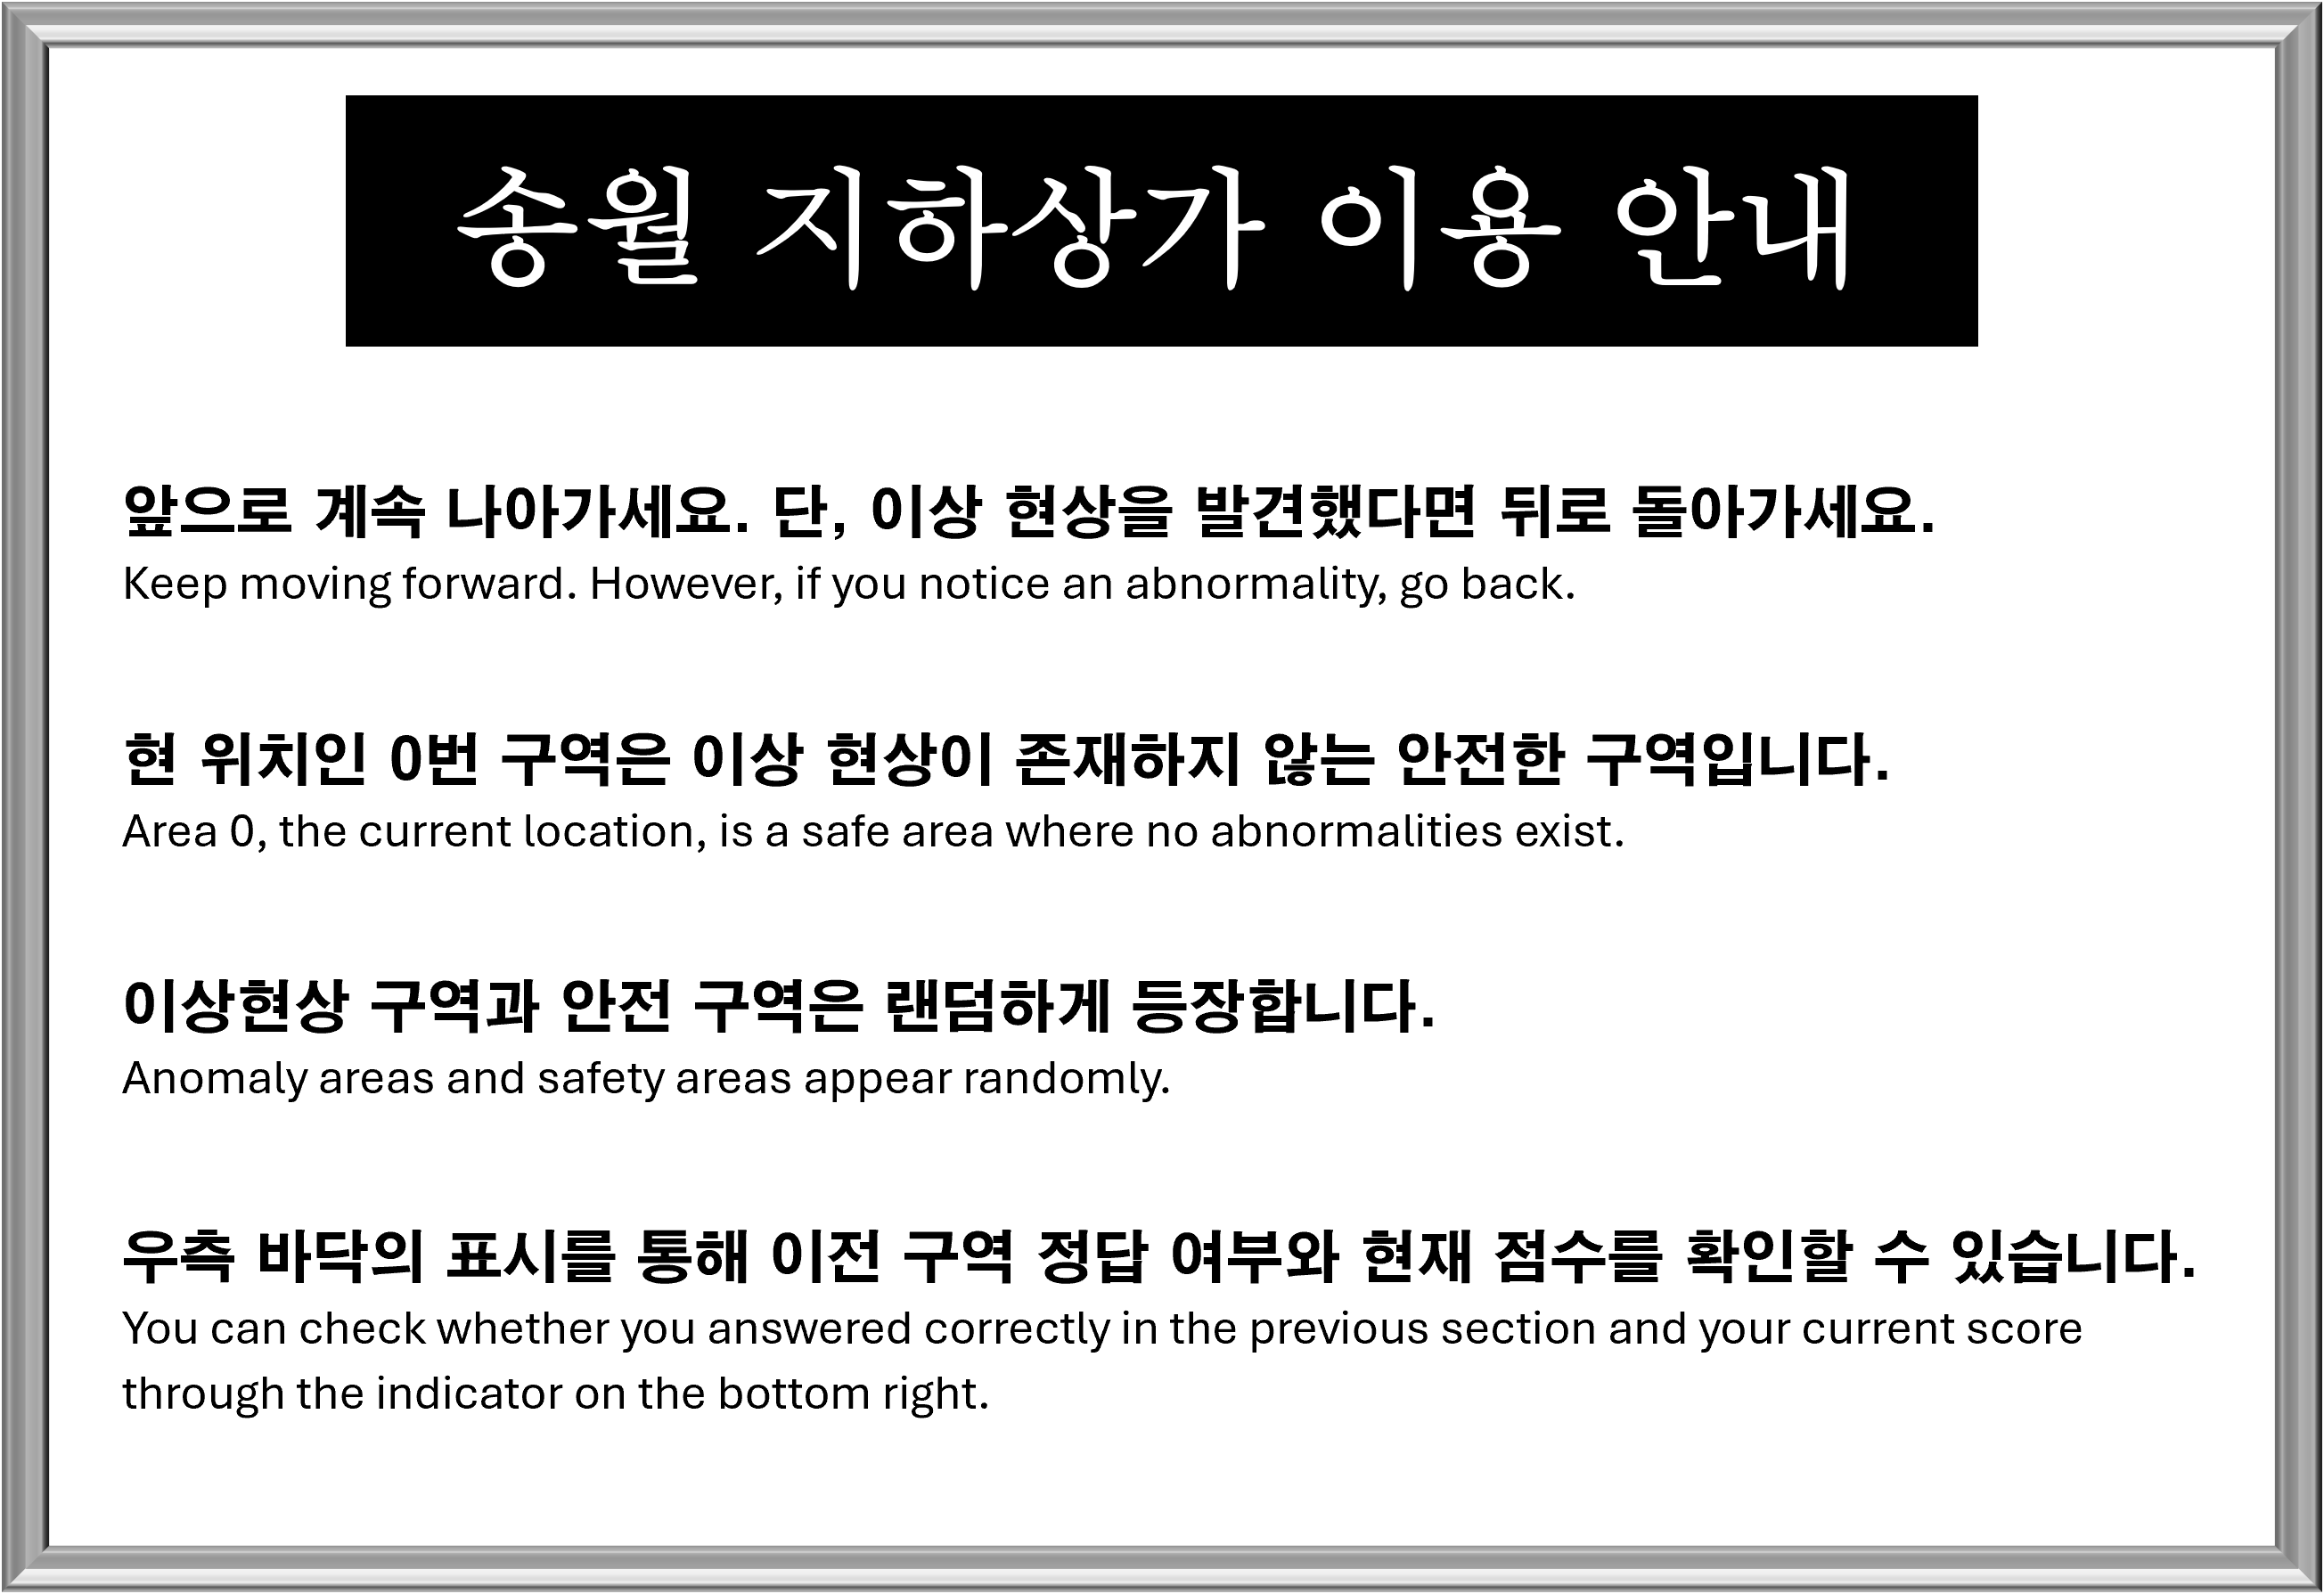 송월 지하상가 이용 안내
앞으로 계속 나아가세요. 단, 이상 현상을 발견했다면 뒤로 돌아가세요.
Keep moving forward. However, if you notice an abnormality, go back.
현 위치인 0번 구역은 이상 현상이 존재하지 않는 안전한 구역입니다.
Area 0, the current location, is a safe area where no abnormalities exist.
이상현상 구역과 안전 구역은 랜덤하게 등장합니다.
Anomaly areas and safety areas appear randomly.
우측 바닥의 표시를 통해 이전 구역 정답 여부와 현재 점수를 확인할 수 있습니다.
You can check whether you answered correctly in the previous section and your current score
through the indicator on the bottom right.